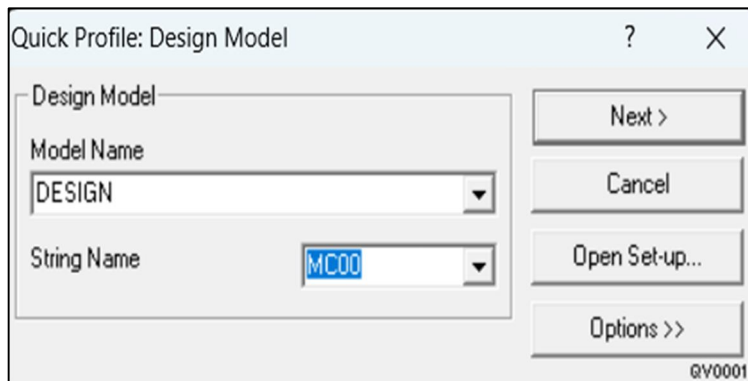 Quick Profile: Design Model ? X
Design Model
Next >
Model Name
DESIGN
Cancel
String Name
MC00
Open Set-up...
Options >>
QV0001